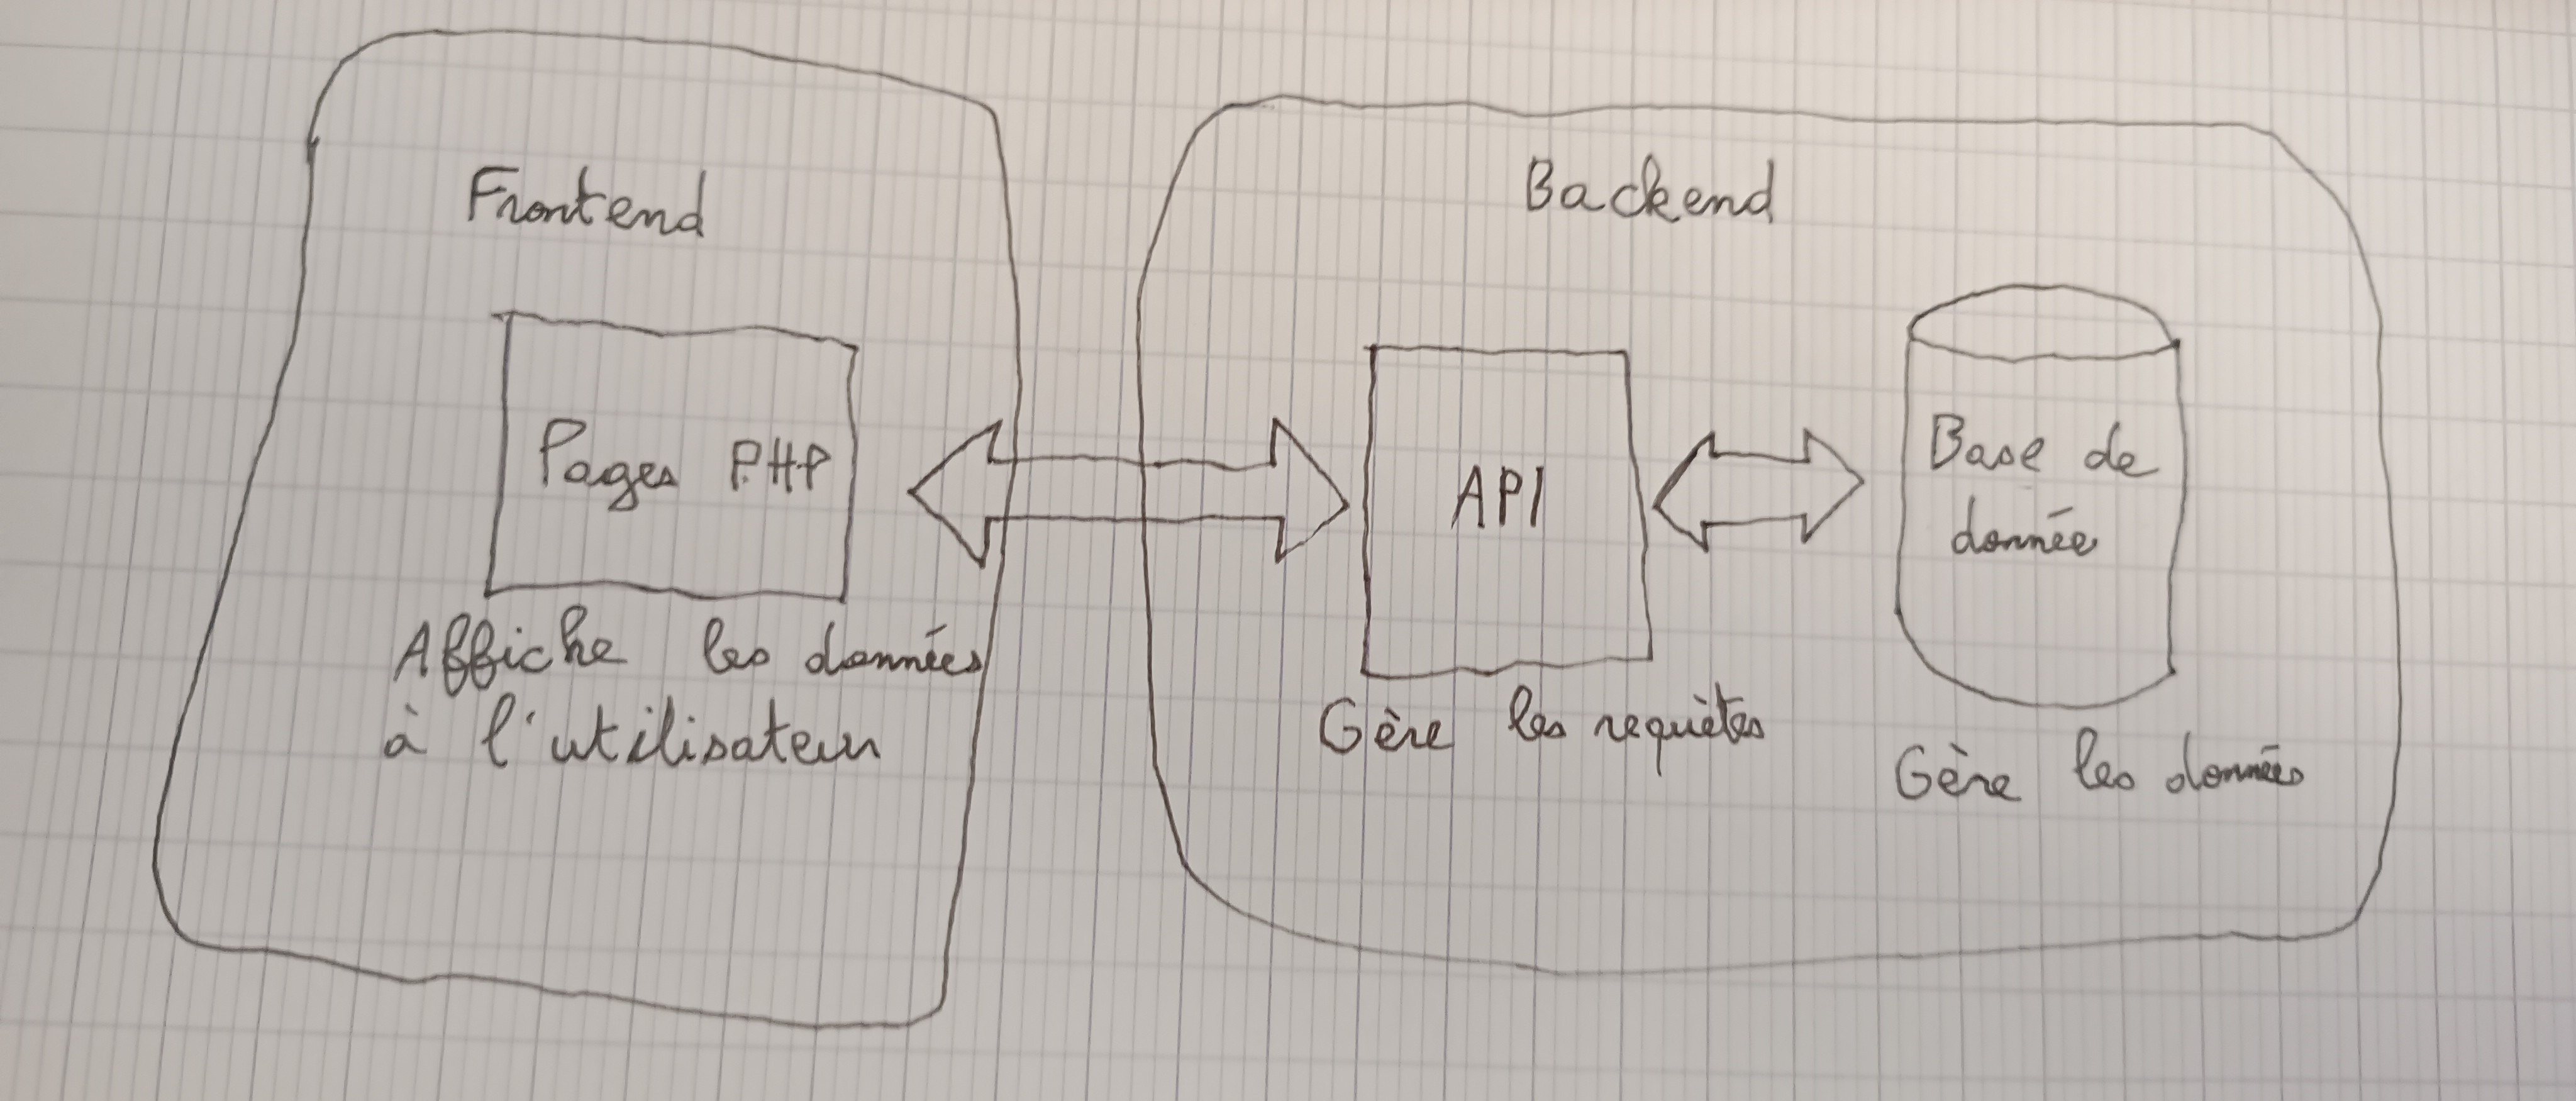 Frontend
Pages PHP
Affiche les données
à l'utilisateur
Backend
API
Gère les requêtes
Base de
donnée
Gère les données